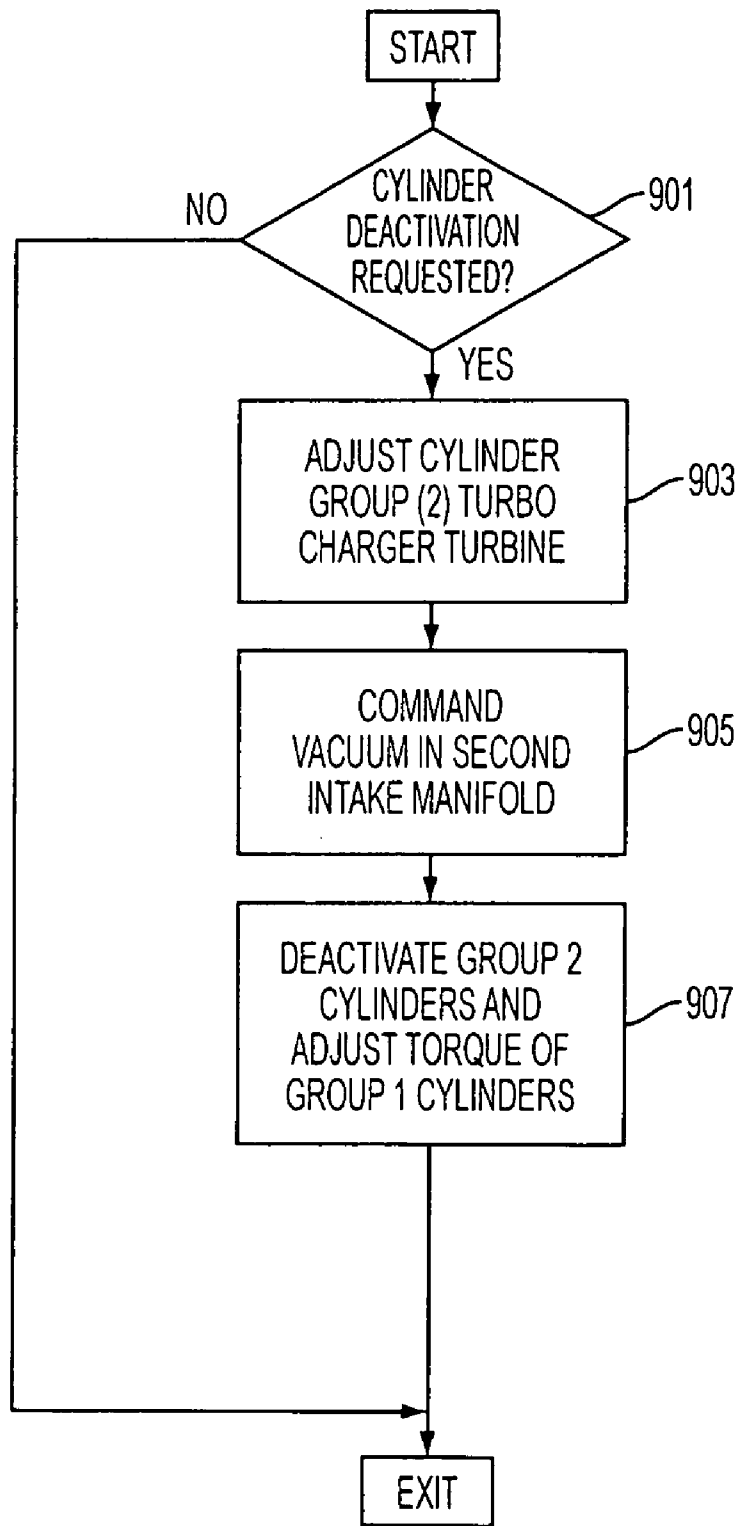 START
CYLINDER
DEACTIVATION
REQUESTED?
901
NO
YES
ADJUST CYLINDER
GROUP (2) TURBO
CHARGER TURBINE
903
COMMAND
VACUUM IN SECOND
INTAKE MANIFOLD
905
DEACTIVATE GROUP 2
CYLINDERS AND
ADJUST TORQUE OF
GROUP 1 CYLINDERS
907
EXIT